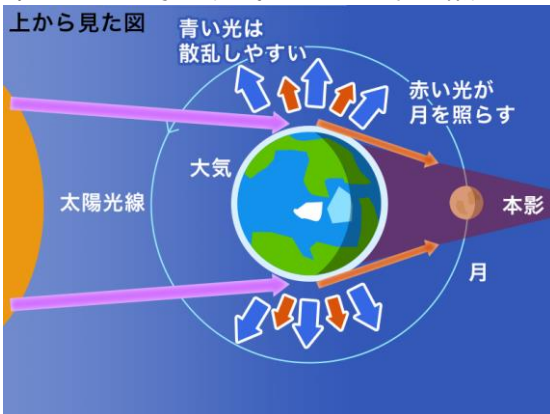 上から見た図
青い光は
散乱しやすい
赤い光が
月を照らす
大気
太陽光線
本影
月